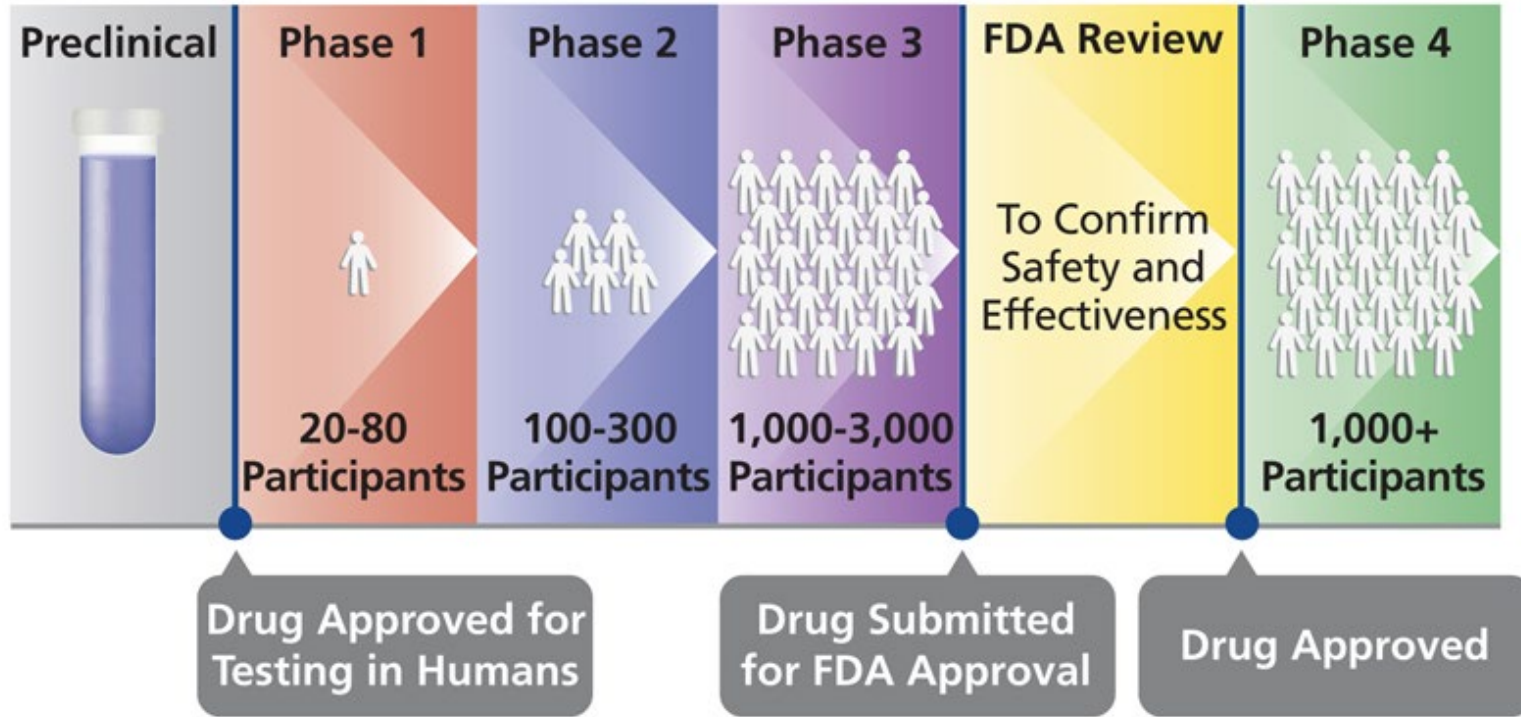 Preclinical
Phase 1
Phase 2
Phase 3
FDA Review
Phase 4
To Confirm
Safety and
Effectiveness
20-80
Participants
100-300
Participants
1,000-3,000
Participants
1,000+
Participants
Drug Approved for
Testing in Humans
Drug Submitted
for FDA Approval
Drug Approved